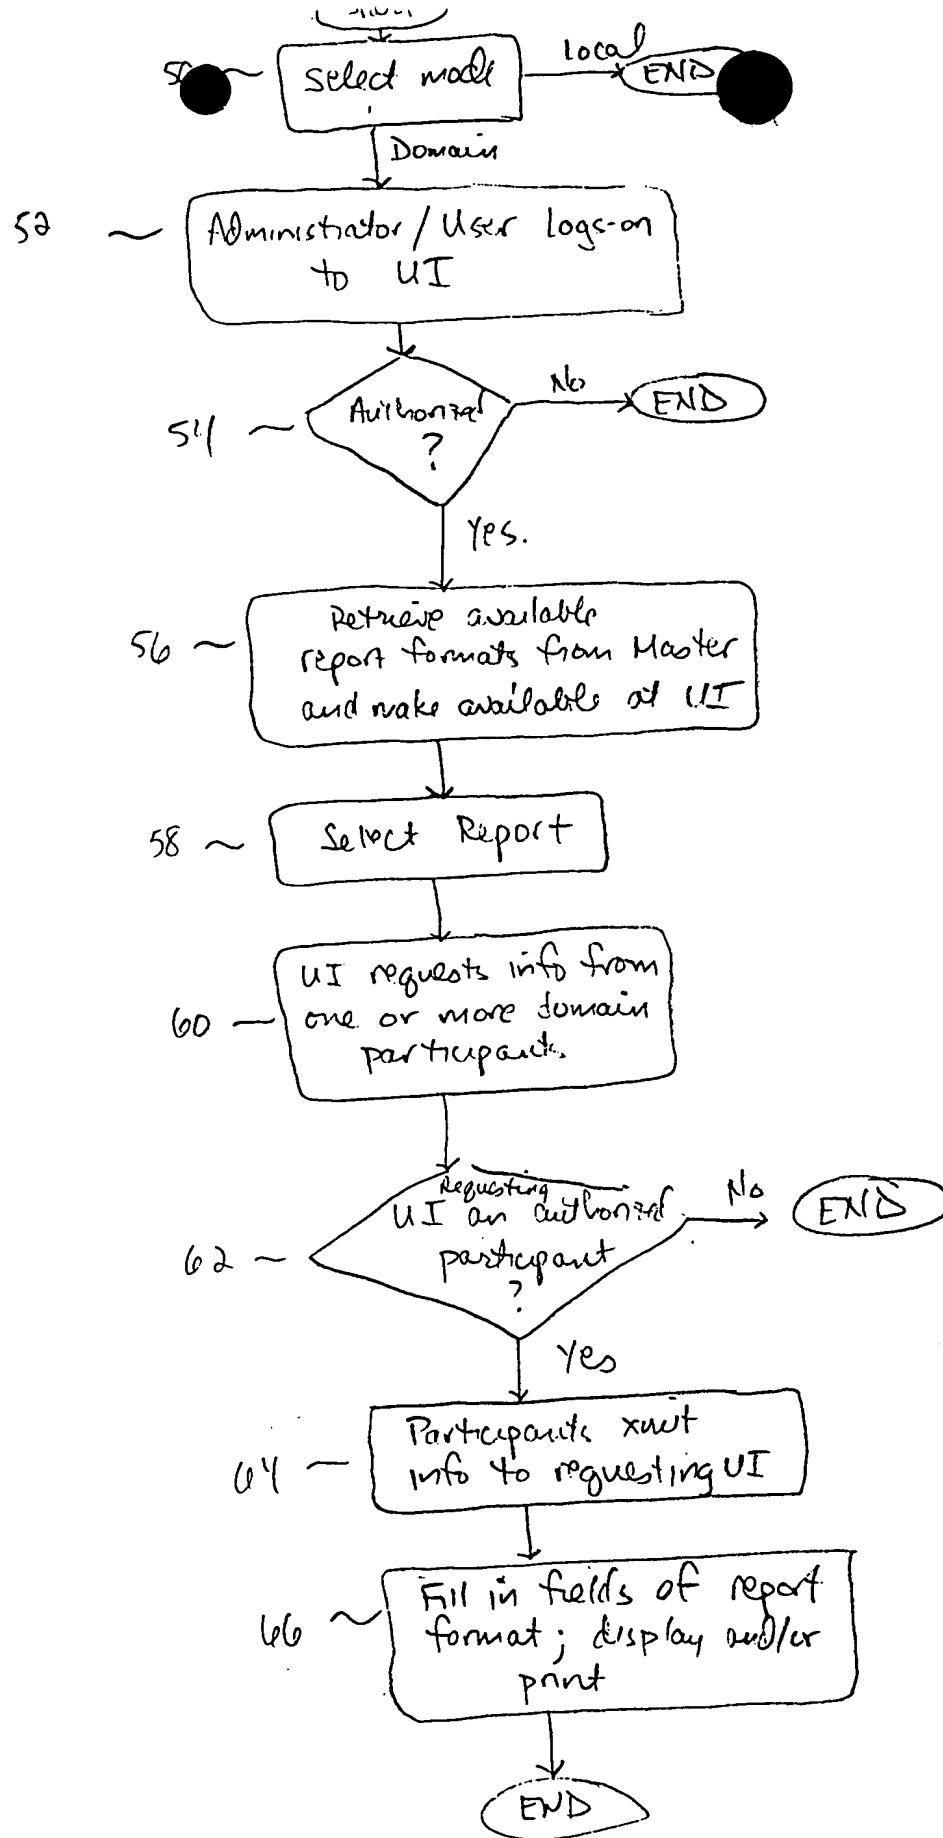 Select mode
Local
END
Domain
52
Administrator / User logs-on
to UI
54
Authorized
?
No
END
Yes.
56
Retrieve available
report formats from Master
and make available at UI
58
Select Report
60
UI requests info from
one or more domain
participants
62
Requesting
UI an authorized
participant
?
No
END
Yes
64
Participants xmit
info to requesting UI
66
Fill in fields of report
format; display and/or
print
END